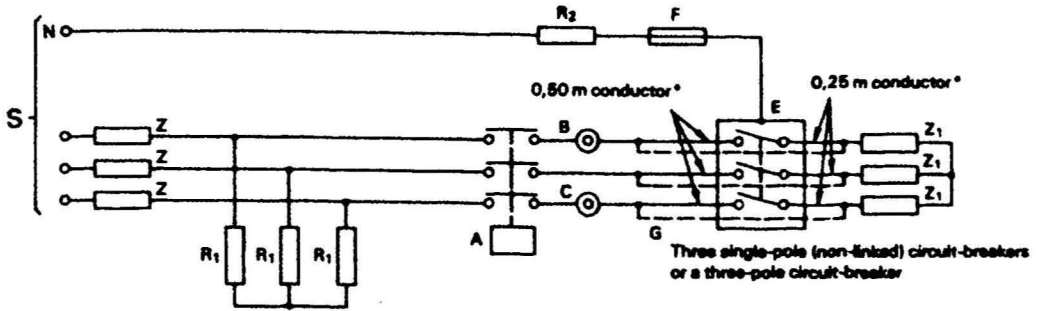 R₂
F
N
0,50 m conductor*
0,25 m conductor*
E
S
Z
B
Z₁
Z
Z₁
Z
C
Z₁
A
G
R₁
R₁
R₁
Three single-pole (non-linked) circuit-breakers
or a three-pole circuit-breaker